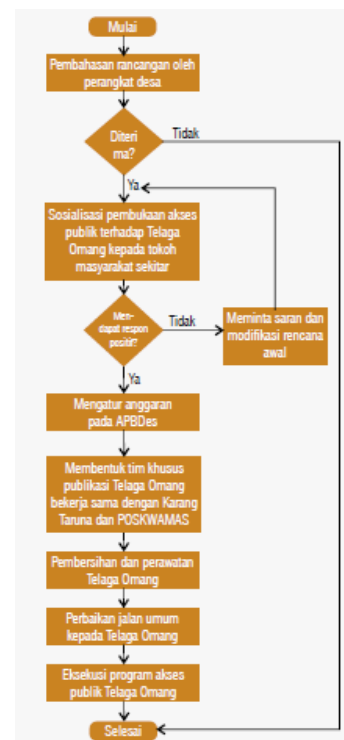 Mulai
Pembahasan rancangan oleh
perangkat desa
Diteri
ma?
Tidak
Ya
Sosialisasi pembukaan akses
publik terhadap Telaga
Omang kepada tokoh
masyarakat sekitar
Men-
dapat respon
positif?
Tidak
Meminta saran dan
modifikasi rencana
awal
Ya
Mengatur anggaran
pada APBDes
Membentuk tim khusus
publikasi Telaga Omang
bekerja sama dengan Karang
Taruna dan POSKWAMAS
Pembersihan dan perawatan
Telaga Omang
Perbaikan jalan umum
kepada Telaga Omang
Eksekusi program akses
publik Telaga Omang
Selesai